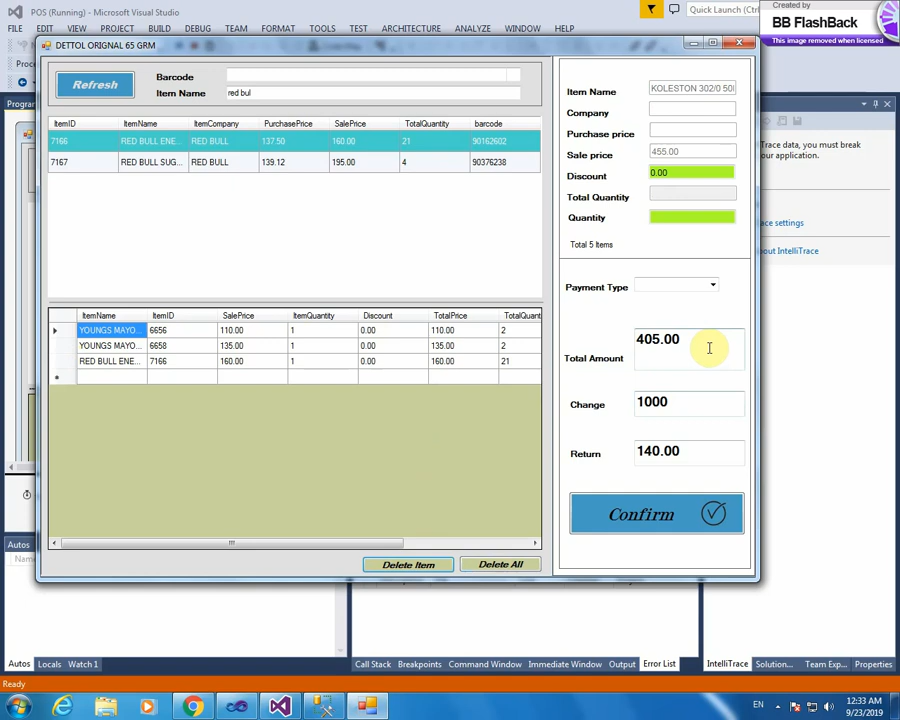 POS (Running) - Microsoft Visual Studio
Quick Launch (Ctrl
Created by
BB FlashBack
This image removed when licensed
FILE EDIT VIEW PROJECT BUILD DEBUG TEAM FORMAT TOOLS TEST ARCHITECTURE ANALYZE WINDOW HELP
DETTOL ORIGNAL 65 GRM
Refresh
Barcode
Item Name red bul
ItemID ItemName ItemCompany PurchasePrice SalePrice TotalQuantity barcode
7166 RED BULL ENE... RED BULL 137.50 160.00 21 90162602
7167 RED BULL SUG... RED BULL 139.12 195.00 4 90376238
Item Name KOLESTON 302/0 50
Company
Purchase price
Sale price 455.00
Discount 0.00
Total Quantity
Quantity
Total 5 Items
Payment Type
Total Amount 405.00
Change 1000
Return 140.00
Confirm
ItemName ItemID SalePrice ItemQuantity Discount TotalPrice TotalQuant
YOUNGS MAYO... 6656 110.00 1 0.00 110.00 2
YOUNGS MAYO... 6658 135.00 1 0.00 135.00 2
RED BULL ENE... 7166 160.00 1 0.00 160.00 21
Delete Item Delete All
Trace data, you must break
your application.
ace settings
out IntelliTrace
Autos
Name
Autos Locals Watch 1
Call Stack Breakpoints Command Window Immediate Window Output Error List
IntelliTrace Solution... Team Exp... Properties
Ready
EN
12:33 AM
9/23/2019